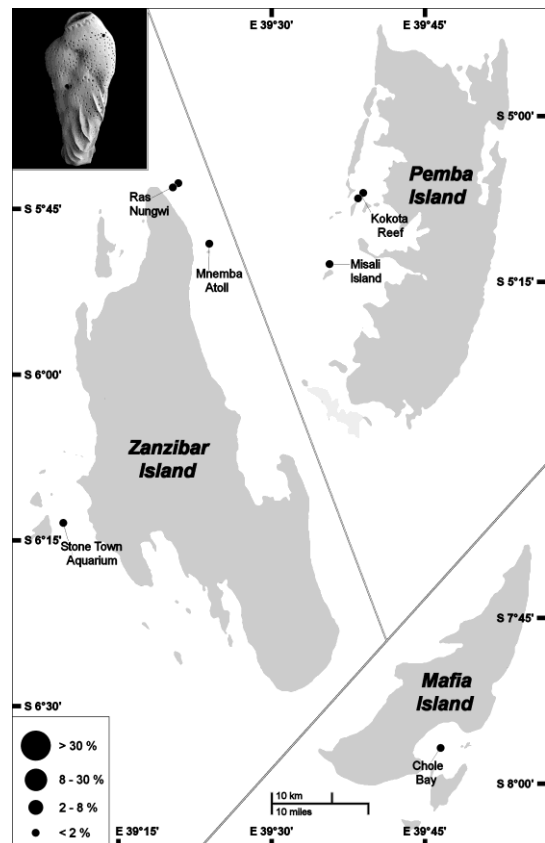 E 39°30'
E 39°45'
S 5°00'
Pemba
Island
Ras
Nungwi
S 5°45'
Kokota
Reef
Mnemba
Atoll
Misali
Island
S 5°15'
S 6°00'
Zanzibar
Island
S 6°15'
Stone Town
Aquarium
S 7°45'
Mafia
Island
S 6°30'
> 30 %
8 - 30 %
2 - 8 %
< 2 %
Chole
Bay
S 8°00'
10 km
10 miles
E 39°15'
E 39°30'
E 39°45'